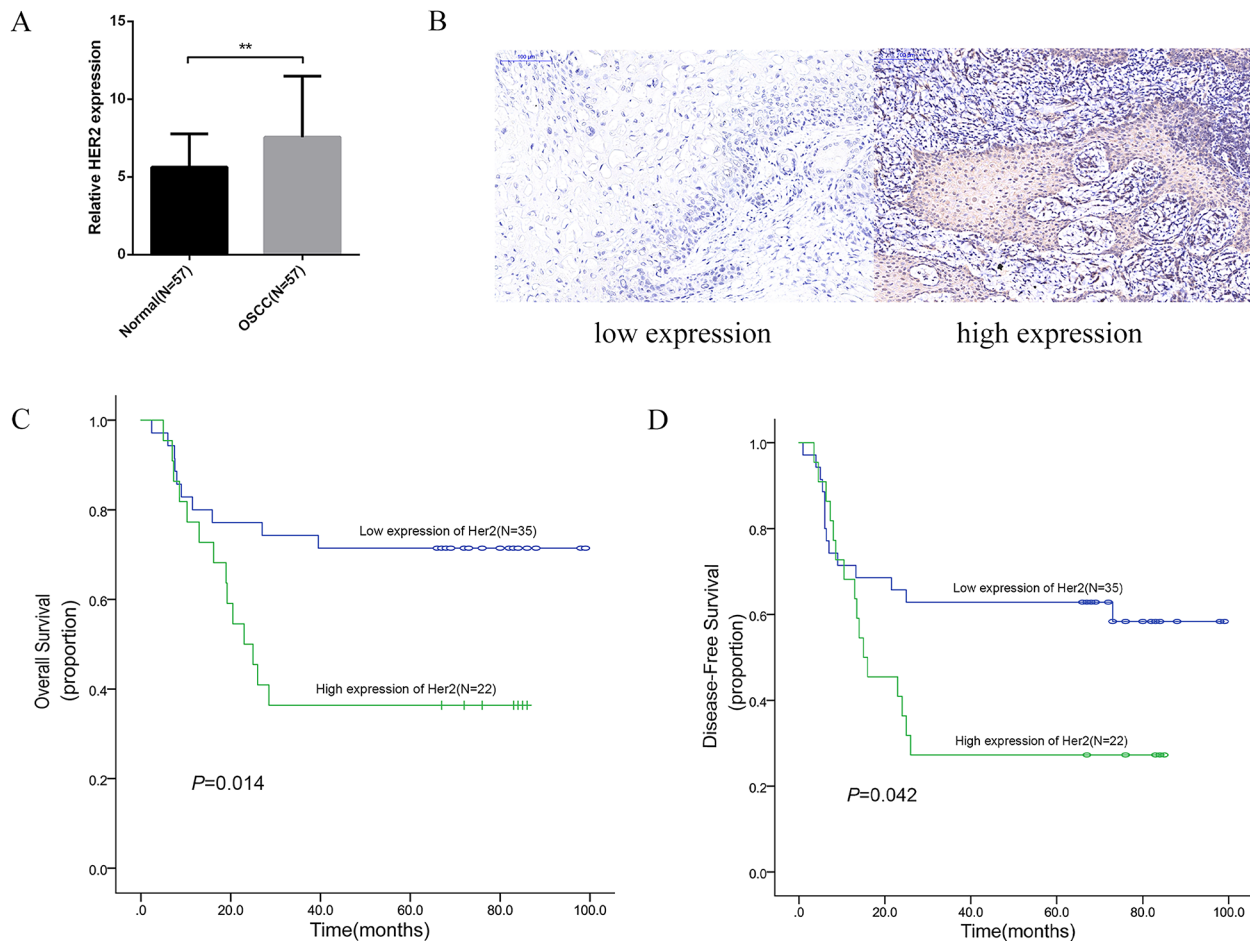 A
15
10
5
0
Relative HER2 expression
**
Normal(N=57)
OSCC(N=57)
B
100 µm
200 µm
low expression
high expression
C
1.0
0.8
0.6
0.4
0.2
0.0
Overall Survival
(proportion)
Low expression of Her2(N=35)
High expression of Her2(N=22)
P=0.014
.0 20.0 40.0 60.0 80.0 100.0
Time(months)
D
1.0
0.8
0.6
0.4
0.2
0.0
Disease-Free Survival
(proportion)
Low expression of Her2(N=35)
High expression of Her2(N=22)
P=0.042
.0 20.0 40.0 60.0 80.0 100.0
Time(months)